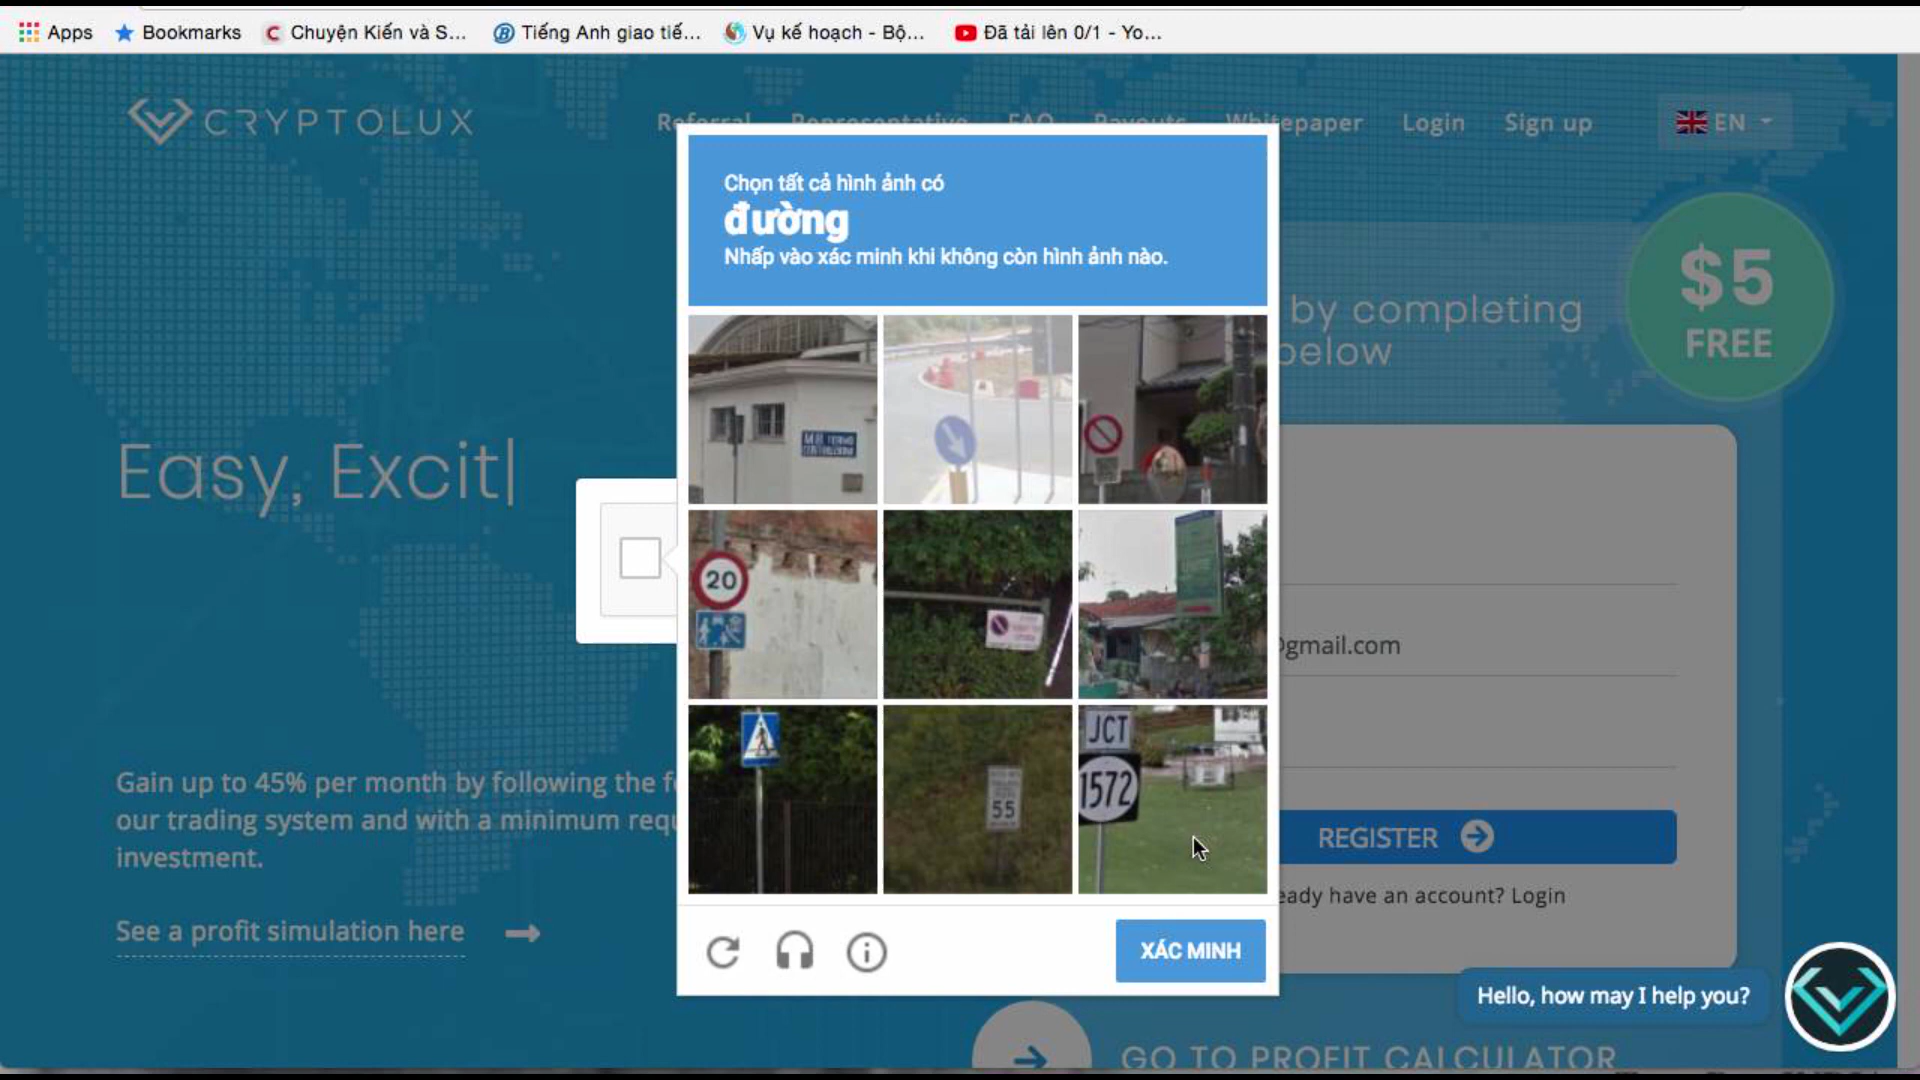 Apps
Bookmarks
Chuyện Kiến và S...
Tiếng Anh giao tiế...
Vụ kế hoạch - Bộ...
Đã tải lên 0/1 - Yo...
CRYPTOLUX
Referral
Representative
FAQ
Payouts
Whitepaper
Login
Sign up
EN
Chọn tất cả hình ảnh có
đường
Nhấp vào xác minh khi không còn hình ảnh nào.
$5
FREE
by completing
below
Easy, Excit|
20
@gmail.com
JCT
1572
55
Gain up to 45% per month by following the
our trading system and with a minimum
investment.
REGISTER
have an account? Login
See a profit simulation here
XÁC MINH
Hello, how may I help you?
GO TO PROFIT CALCULATOR